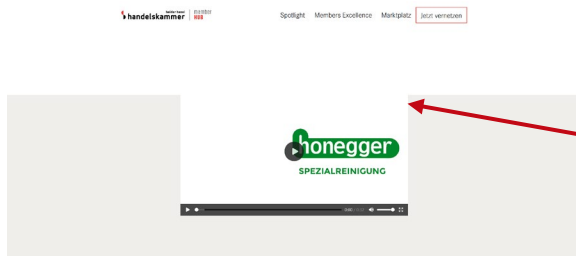 handelskammer
member
HUB
Spotlight Members Excellence Marktplatz Jetzt vernetzen
honegger
SPEZIALREINIGUNG